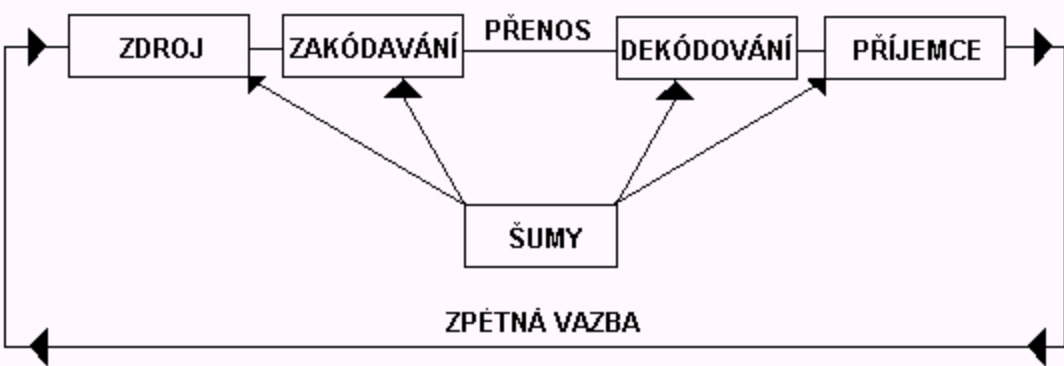 ZDROJ
ZAKÓDAVÁNÍ
PŘENOS
DEKÓDOVÁNÍ
PŘÍJEMCE
ŠUMY
ZPĚTNÁ VAZBA